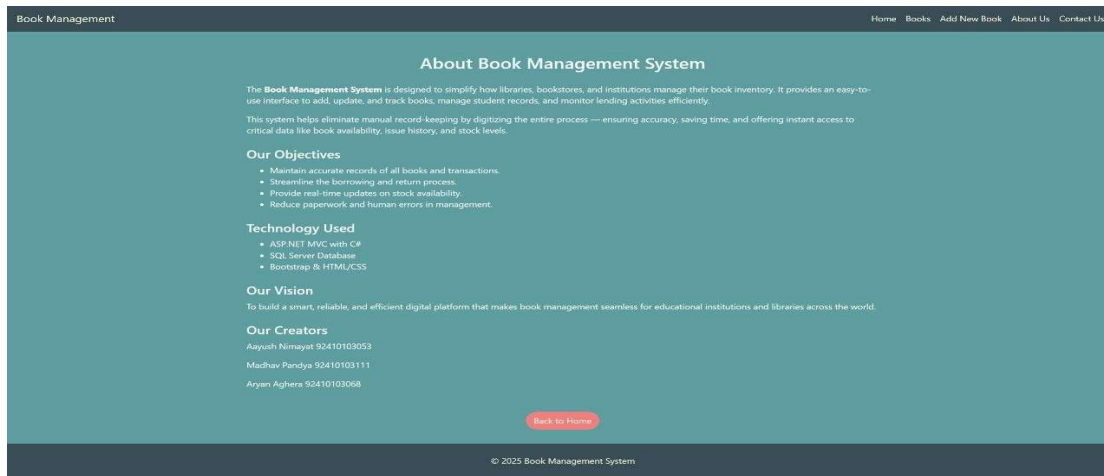 Book Management
Home Books Add New Book About Us Contact Us
About Book Management System
The Book Management System is designed to simplify how libraries, bookstores, and institutions manage their book inventory. It provides an easy-to-
use interface to add, update, and track books, manage student records, and monitor lending activities efficiently.
This system helps eliminate manual record-keeping by digitizing the entire process — ensuring accuracy, saving time, and offering instant access to
critical data like book availability, issue history, and stock levels.
Our Objectives
• Maintain accurate records of all books and transactions.
• Streamline the borrowing and return process.
• Provide real-time updates on stock availability.
• Reduce paperwork and human errors in management.
Technology Used
• ASP.NET MVC with C#
• SQL Server Database
• Bootstrap & HTML/CSS
Our Vision
To build a smart, reliable, and efficient digital platform that makes book management seamless for educational institutions and libraries across the world.
Our Creators
Aayush Nimayat 92410103053
Madhav Pandya 92410103111
Aryan Aghera 92410103068
Back to Home
© 2025 Book Management System